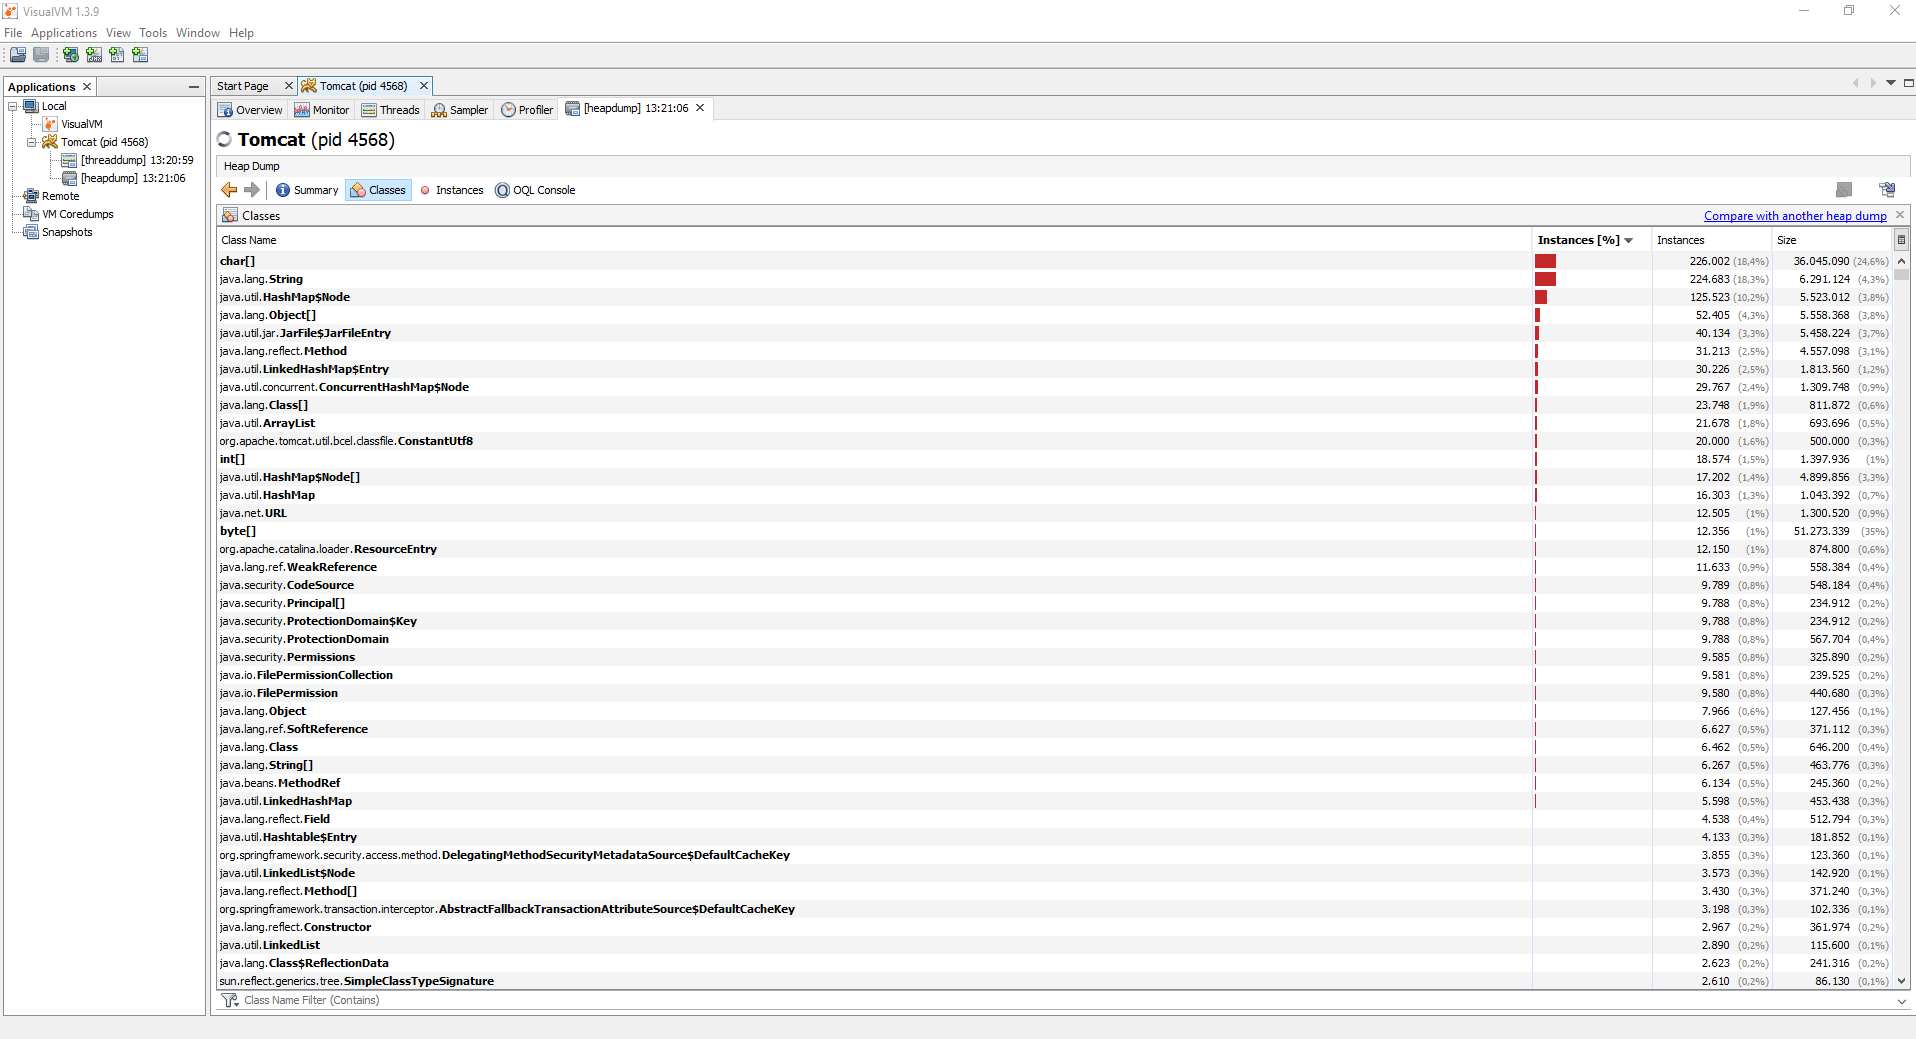 VisualVM 1.3.9
File Applications View Tools Window Help
Applications
Local
VisualVM
Tomcat (pid 4568)
[threaddump] 13:20:59
[heapdump] 13:21:06
Remote
VM Coredumps
Snapshots
Start Page Tomcat (pid 4568)
Overview Monitor Threads Sampler Profiler [heapdump] 13:21:06
Tomcat (pid 4568)
Heap Dump
Summary Classes Instances OQL Console
Classes Compare with another heap dump
Class Name Instances [%] Instances Size
char[] 226.002 (18,4%) 36.045.090 (24,6%)
java.lang.String 224.683 (18,3%) 6.291.124 (4,3%)
java.util.HashMap$Node 125.523 (10,2%) 5.523.012 (3,8%)
java.lang.Object[] 52.405 (4,3%) 5.558.368 (3,8%)
java.util.jar.JarFile$JarFileEntry 40.134 (3,3%) 5.458.224 (3,7%)
java.lang.reflect.Method 31.213 (2,5%) 4.557.098 (3,1%)
java.util.LinkedHashMap$Entry 30.226 (2,5%) 1.813.560 (1,2%)
java.util.concurrent.ConcurrentHashMap$Node 29.767 (2,4%) 1.309.748 (0,9%)
java.lang.Class[] 23.748 (1,9%) 811.872 (0,6%)
java.util.ArrayList 21.678 (1,8%) 693.696 (0,5%)
org.apache.tomcat.util.bcel.classfile.ConstantUtf8 20.000 (1,6%) 500.000 (0,3%)
int[] 18.574 (1,5%) 1.397.936 (1%)
java.util.HashMap$Node[] 17.202 (1,4%) 4.899.856 (3,3%)
java.util.HashMap 16.303 (1,3%) 1.043.392 (0,7%)
java.net.URL 12.505 (1%) 1.300.520 (0,9%)
byte[] 12.356 (1%) 51.273.339 (35%)
org.apache.catalina.loader.ResourceEntry 12.150 (1%) 874.800 (0,6%)
java.lang.ref.WeakReference 11.633 (0,9%) 558.384 (0,4%)
java.security.CodeSource 9.789 (0,8%) 548.184 (0,4%)
java.security.Principal[] 9.788 (0,8%) 234.912 (0,2%)
java.security.ProtectionDomain$Key 9.788 (0,8%) 234.912 (0,2%)
java.security.ProtectionDomain 9.788 (0,8%) 567.704 (0,4%)
java.security.Permissions 9.585 (0,8%) 325.890 (0,2%)
java.io.FilePermissionCollection 9.581 (0,8%) 239.525 (0,2%)
java.io.FilePermission 9.580 (0,8%) 440.680 (0,3%)
java.lang.Object 7.966 (0,6%) 127.456 (0,1%)
java.lang.ref.SoftReference 6.627 (0,5%) 371.112 (0,3%)
java.lang.Class 6.462 (0,5%) 646.200 (0,4%)
java.lang.String[] 6.267 (0,5%) 463.776 (0,3%)
java.beans.MethodRef 6.134 (0,5%) 245.360 (0,2%)
java.util.LinkedHashMap 5.598 (0,5%) 453.438 (0,3%)
java.lang.reflect.Field 4.538 (0,4%) 512.794 (0,3%)
java.util.Hashtable$Entry 4.133 (0,3%) 181.852 (0,1%)
org.springframework.security.access.method.DelegatingMethodSecurityMetadataSource$DefaultCacheKey 3.855 (0,3%) 123.360 (0,1%)
java.util.LinkedList$Node 3.573 (0,3%) 142.920 (0,1%)
java.lang.reflect.Method[] 3.430 (0,3%) 371.240 (0,3%)
org.springframework.transaction.interceptor.AbstractFallbackTransactionAttributeSource$DefaultCacheKey 3.198 (0,3%) 102.336 (0,1%)
java.lang.reflect.Constructor 2.967 (0,2%) 361.974 (0,2%)
java.util.LinkedList 2.890 (0,2%) 115.600 (0,1%)
java.lang.Class$ReflectionData 2.623 (0,2%) 241.316 (0,2%)
sun.reflect.generics.tree.SimpleClassTypeSignature 2.610 (0,2%) 86.130 (0,1%)
Class Name Filter (Contains)